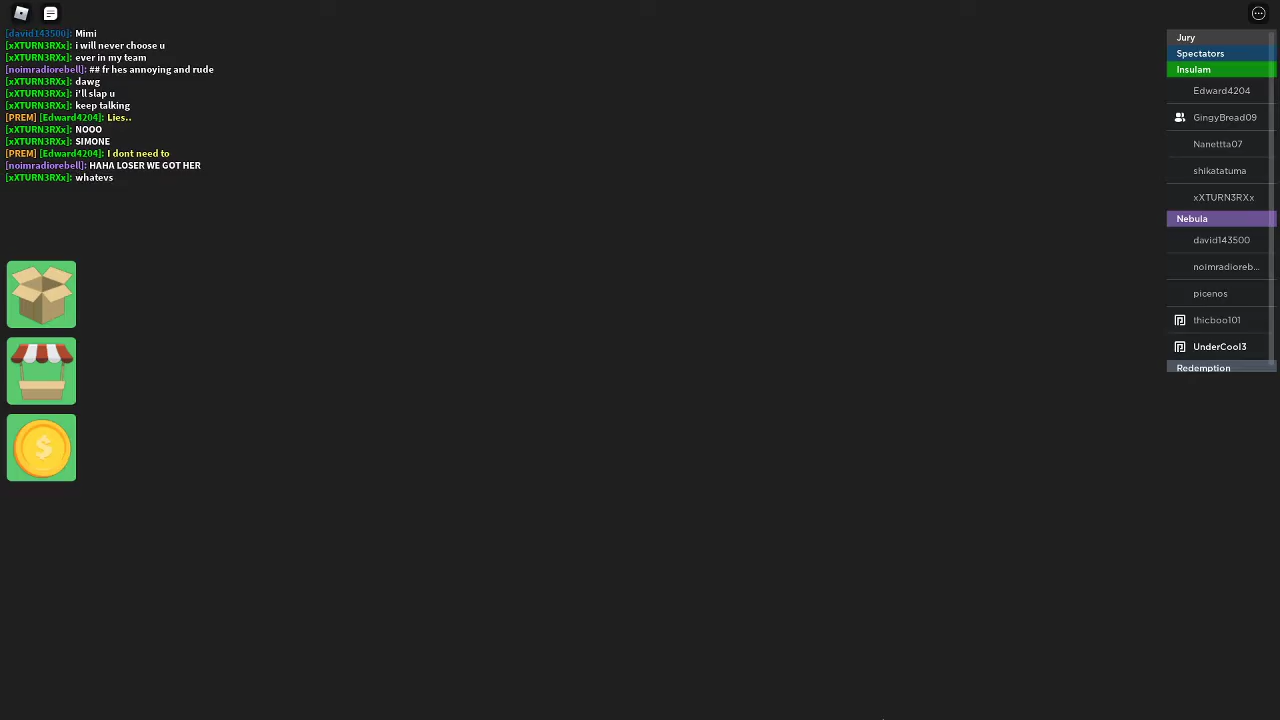 [david143500]: Mimi
[xXTURN3RXx]: i will never choose u
[xXTURN3RXx]: ever in my team
[noimradiorebell]: ## fr hes annoying and rude
[xXTURN3RXx]: dawg
[xXTURN3RXx]: i'll slap u
[xXTURN3RXx]: keep talking
[PREM] [Edward4204]: Lies..
[xXTURN3RXx]: NOOO
[xXTURN3RXx]: SIMONE
[PREM] [Edward4204]: I dont need to
[noimradiorebell]: HAHA LOSER WE GOT HER
[xXTURN3RXx]: whatevs
Jury
Spectators
Insulam
Edward4204
GingyBread09
Nanettta07
shikatatuma
xXTURN3RXx
Nebula
david143500
noimradioreb...
picenos
thicboo101
UnderCool3
Redemption
$